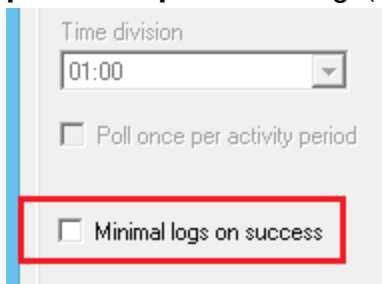 Time division
01:00
Poll once per activity period
Minimal logs on success